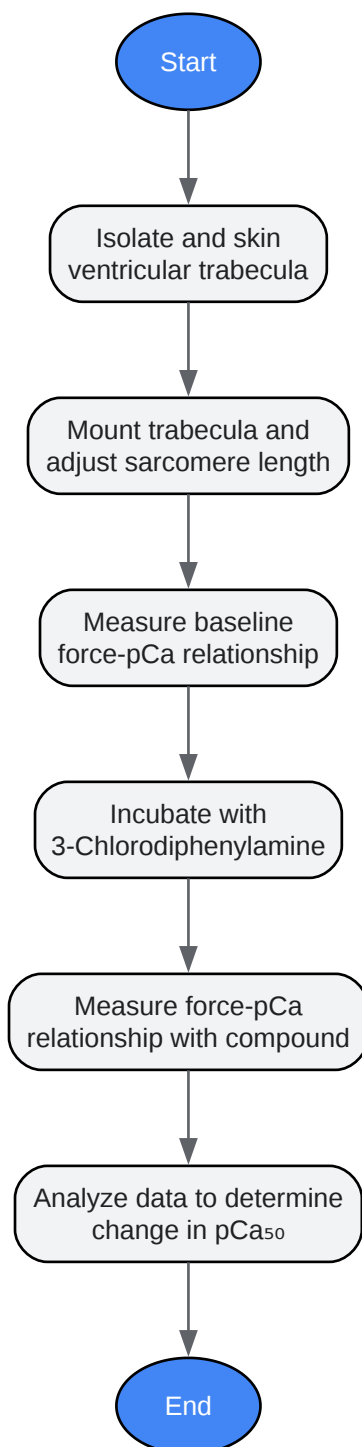 Start
Isolate and skin
ventricular trabecula
Mount trabecula and
adjust sarcomere length
Measure baseline
force-pCa relationship
Incubate with
3-Chlorodiphenylamine
Measure force-pCa
relationship with compound
Analyze data to determine
change in pCa₅₀
End